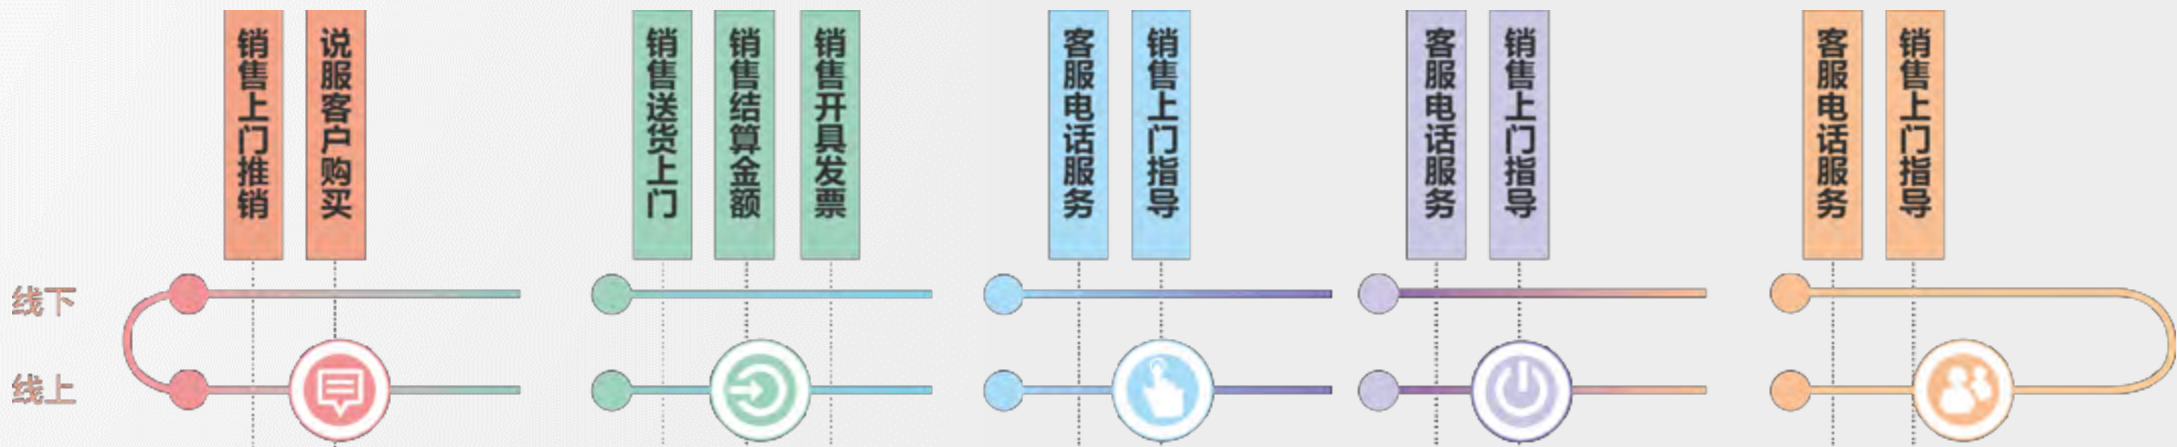 销售上门推销
说服客户购买
销售送货上门
销售结算金额
销售开具发票
客服电话服务
销售上门指导
客服电话服务
销售上门指导
客服电话服务
销售上门指导
线下
线上